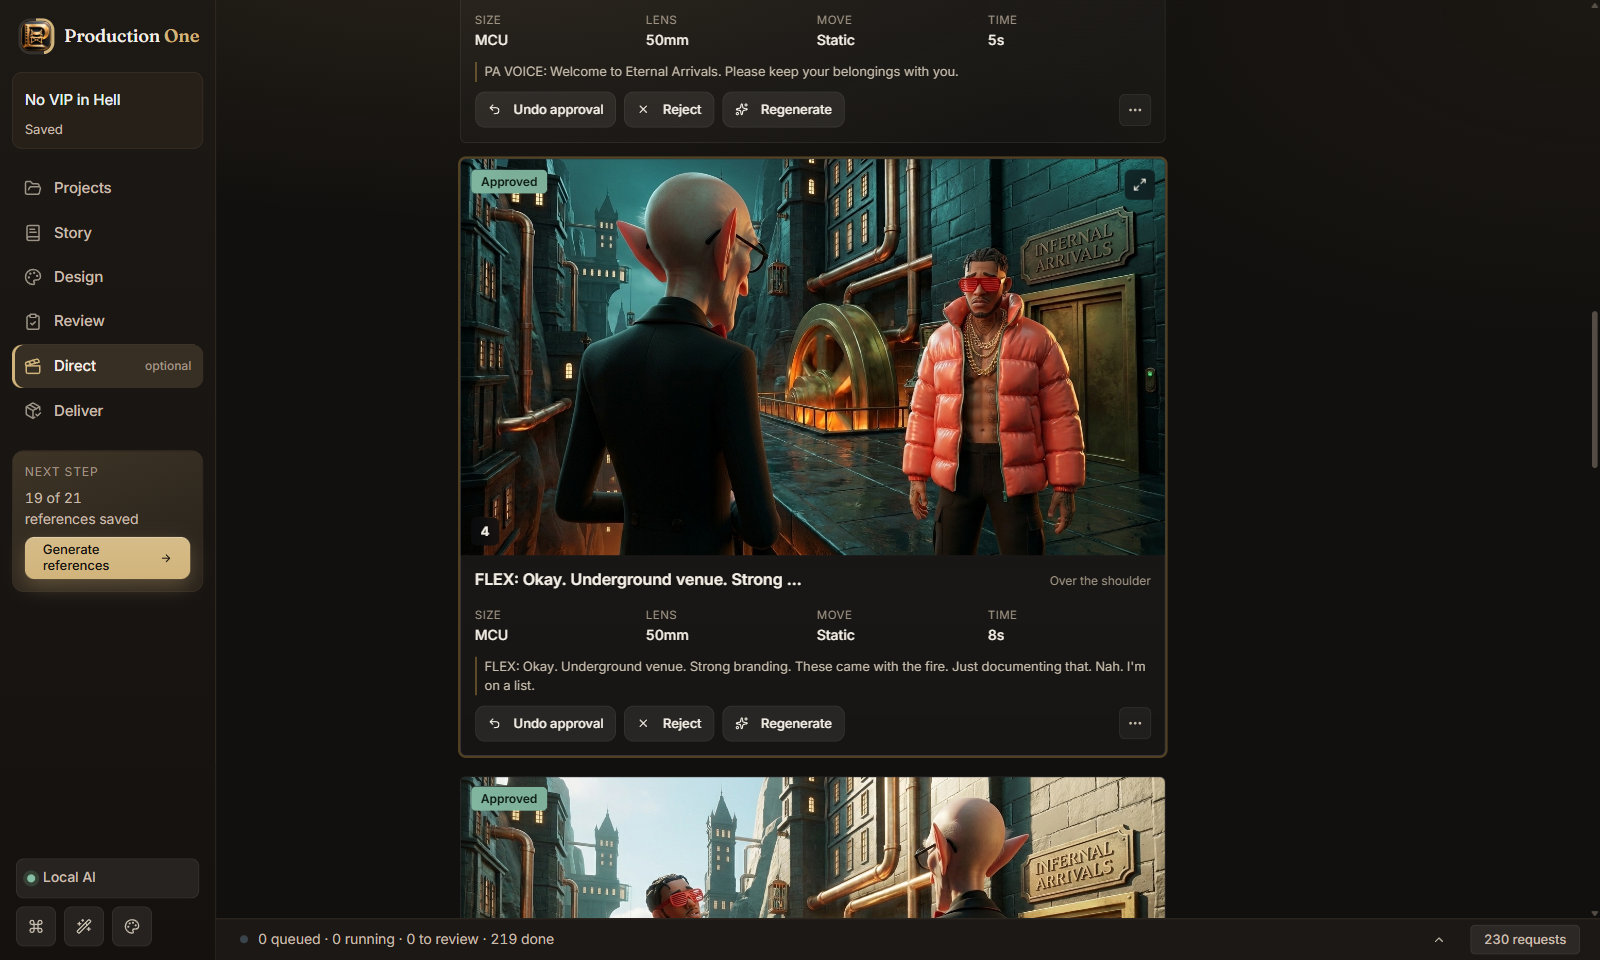 Production One
No VIP in Hell
Saved
Projects
Story
Design
Review
Direct optional
Deliver
NEXT STEP
19 of 21
references saved
Generate
references
Local AI
SIZE LENS MOVE TIME
MCU 50mm Static 5s
PA VOICE: Welcome to Eternal Arrivals. Please keep your belongings with you.
Undo approval Reject Regenerate
Approved
INFERNAL
ARRIVALS
4
FLEX: Okay. Underground venue. Strong ... Over the shoulder
SIZE LENS MOVE TIME
MCU 50mm Static 8s
FLEX: Okay. Underground venue. Strong branding. These came with the fire. Just documenting that. Nah. I'm
on a list.
Undo approval Reject Regenerate
Approved
INFERNAL
ARRIVALS
0 queued · 0 running · 0 to review · 219 done 230 requests